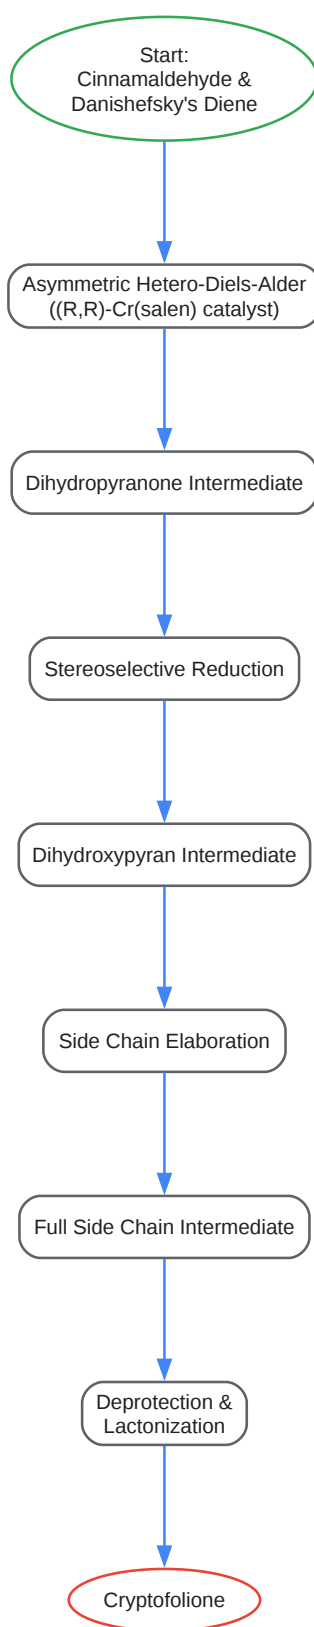 Start:
Cinnamaldehyde &
Danishefsky's Diene
Asymmetric Hetero-Diels-Alder
((R,R)-Cr(salen) catalyst)
Dihydropyranone Intermediate
Stereoselective Reduction
Dihydroxypyran Intermediate
Side Chain Elaboration
Full Side Chain Intermediate
Deprotection &
Lactonization
Cryptofolione